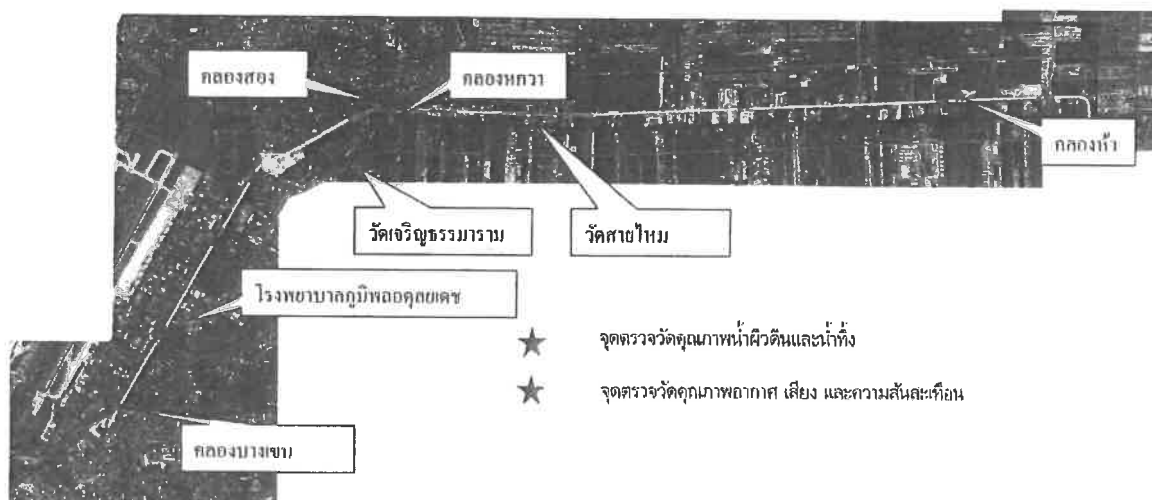 คลองสอง
คลองหกวา
คลองห้า
วัดเจริญธรรมาราม
วัดสายไหม
โรงพยาบาลภูมิพลอดุลยเดช
จุดตรวจวัดคุณภาพน้ำผิวดินและน้ำทิ้ง
จุดตรวจวัดคุณภาพอากาศ เสียง และความสั่นสะเทือน
คลองบางเขน